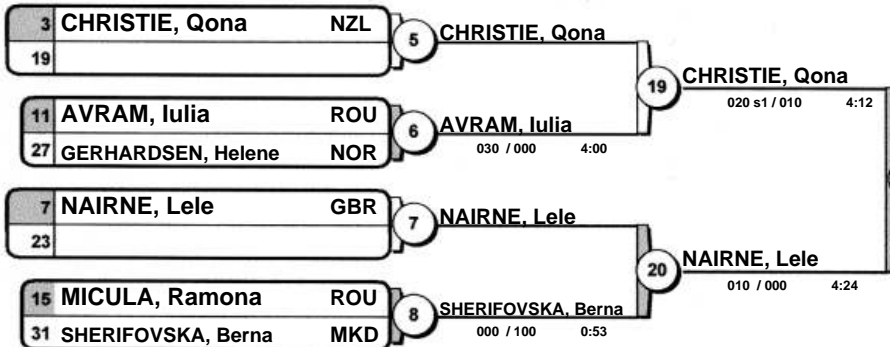 3 CHRISTIE, Qona NZL
19
5
CHRISTIE, Qona
11 AVRAM, Iulia ROU
27 GERHARDSEN, Helene NOR
6
AVRAM, Iulia
030 / 000 4:00
19
CHRISTIE, Qona
020 s1 / 010 4:12
7 NAIRNE, Lele GBR
23
7
NAIRNE, Lele
15 MICULA, Ramona ROU
31 SHERIFOVSKA, Berna MKD
8
SHERIFOVSKA, Berna
000 / 100 0:53
20
NAIRNE, Lele
010 / 000 4:24